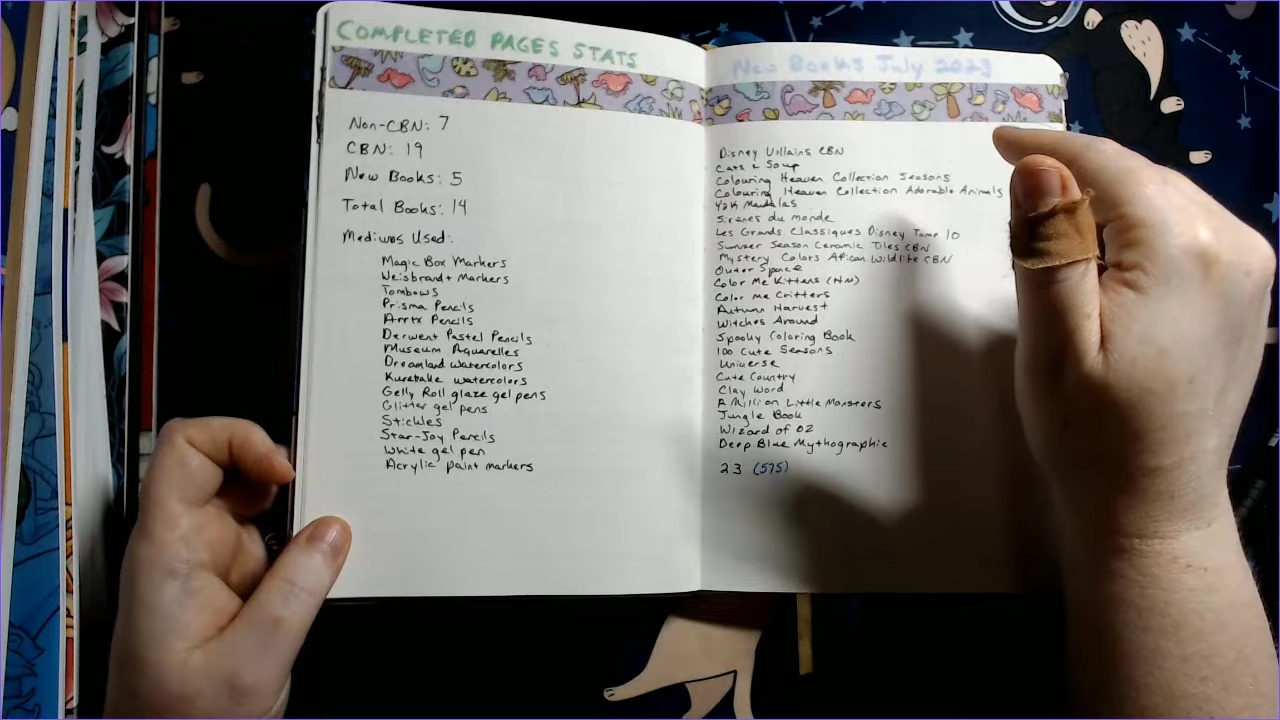 COMPLETED PAGES STATS
Non-CBN: 7
CBN: 19
New Books: 5
Total Books: 14
Mediums Used:
Magic Box Markers
Weisbrandt Markers
Tombows
Prisma Pencils
Arrtx Pencils
Derwent Pastel Pencils
Museum Aquarelles
Dreamland watercolors
Kuretake watercolors
Gelly Roll glaze gel pens
Glitter gel pens
Stickles
Star-Joy Pencils
White gel pen
Acrylic paint markers
New Books July 2023
Disney Villains CBN
Cats & Soup
Colouring Heaven Collection Seasons
Colouring Heaven Collection Adorable Animals
Y2K Mandalas
Sirènes du monde
Les Grands Classiques Disney Tome 10
Summer Season Ceramic Tiles CBN
Mystery Colors African Wildlife CBN
Outer Space
Color Me Kittens (HM)
Color me Critters
Autumn Harvest
Witches Around
Spooky Coloring Book
100 Cute Seasons
Universe
Cute Country
Clay Word
A Million Little Monsters
Jungle Book
Wizard of OZ
Deep Blue Mythographic
23 (575)